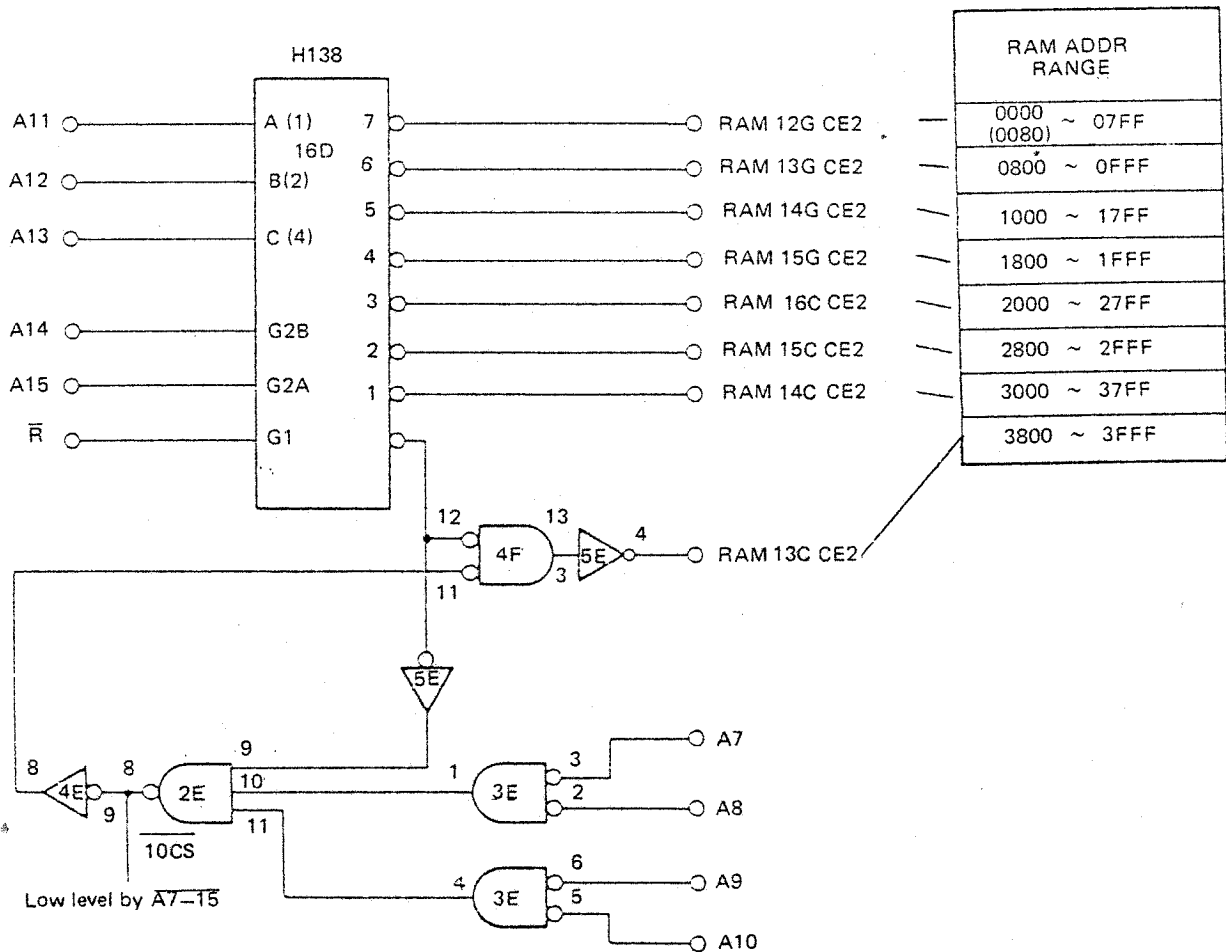 H138
RAM ADDR
RANGE
A11
A (1)
7
RAM 12G CE2
0000
(0080) ~ 07FF
16D
A12
B(2)
6
RAM 13G CE2
0800 ~ 0FFF
A13
C (4)
5
RAM 14G CE2
1000 ~ 17FF
4
RAM 15G CE2
1800 ~ 1FFF
3
RAM 16C CE2
2000 ~ 27FF
A14
G2B
2
RAM 15C CE2
2800 ~ 2FFF
A15
G2A
1
RAM 14C CE2
3000 ~ 37FF
R
G1
3800 ~ 3FFF
12
13
4
4F
5E
RAM 13C CE2
11
3
5E
A7
9
3
8
8
10
1
4E
2E
3E
2
A8
9
11
10CS
6
4
A9
3E
5
Low level by A7–15
A10